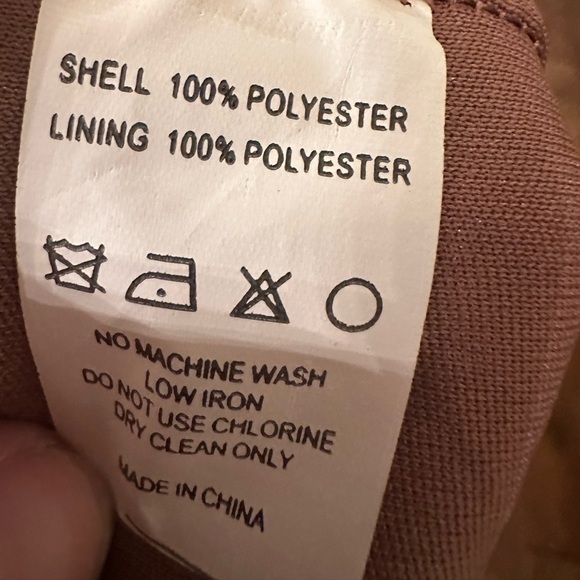 SHELL 100% POLYESTER
LINING 100% POLYESTER
NO MACHINE WASH
LOW IRON
DO NOT USE CHLORINE
DRY CLEAN ONLY
MADE IN CHINA